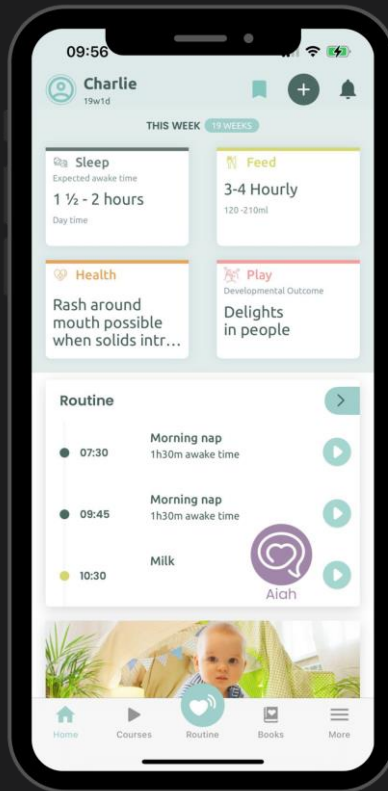 09:56
Charlie
19w1d
THIS WEEK 19 WEEKS
Sleep
Expected awake time
1 ½ - 2 hours
Day time
Feed
3-4 Hourly
120 -210ml
Health
Rash around
mouth possible
when solids intr...
Play
Developmental Outcome
Delights
in people
Routine
07:30 Morning nap
1h30m awake time
09:45 Morning nap
1h30m awake time
10:30 Milk
Aiah
Home Courses Routine Books More